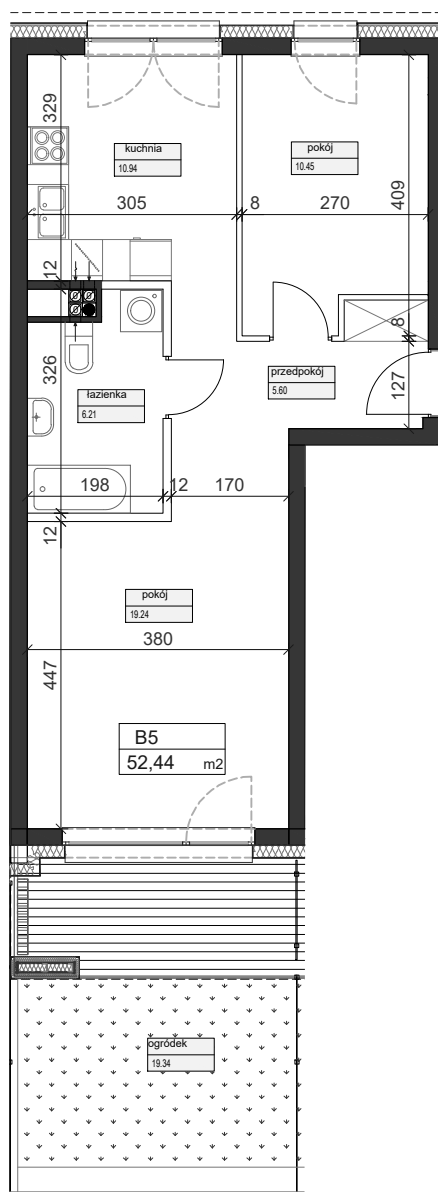 329
kuchnia
10.94
pokój
10.45
409
305
8
270
12
8
326
przedpokój
5.60
127
łazienka
6.21
198
12
170
12
pokój
19.24
380
447
B5
52,44 m2
ogródek
19.34